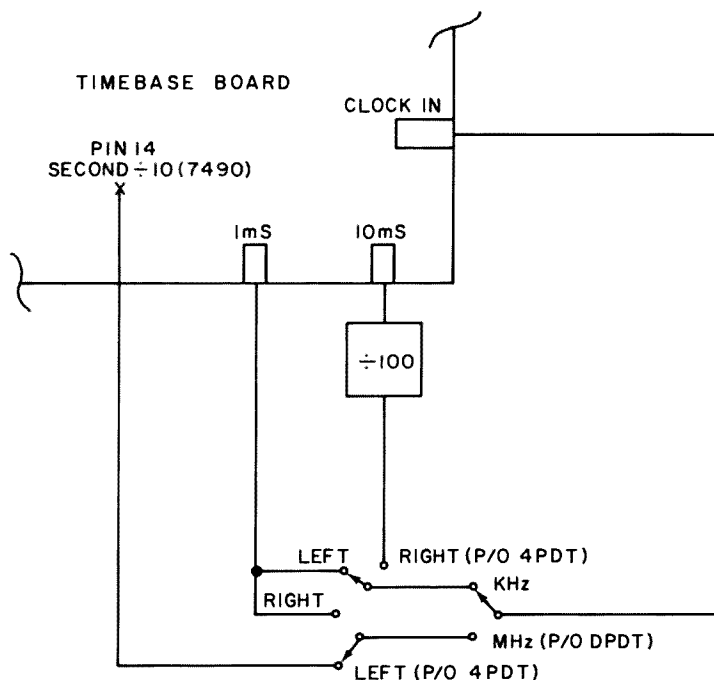 TIMEBASE BOARD
CLOCK IN
PIN 14
SECOND ÷10 (7490)
1mS
10mS
÷100
LEFT
RIGHT (P/O 4PDT)
KHz
RIGHT
MHz (P/O DPDT)
LEFT (P/O 4PDT)